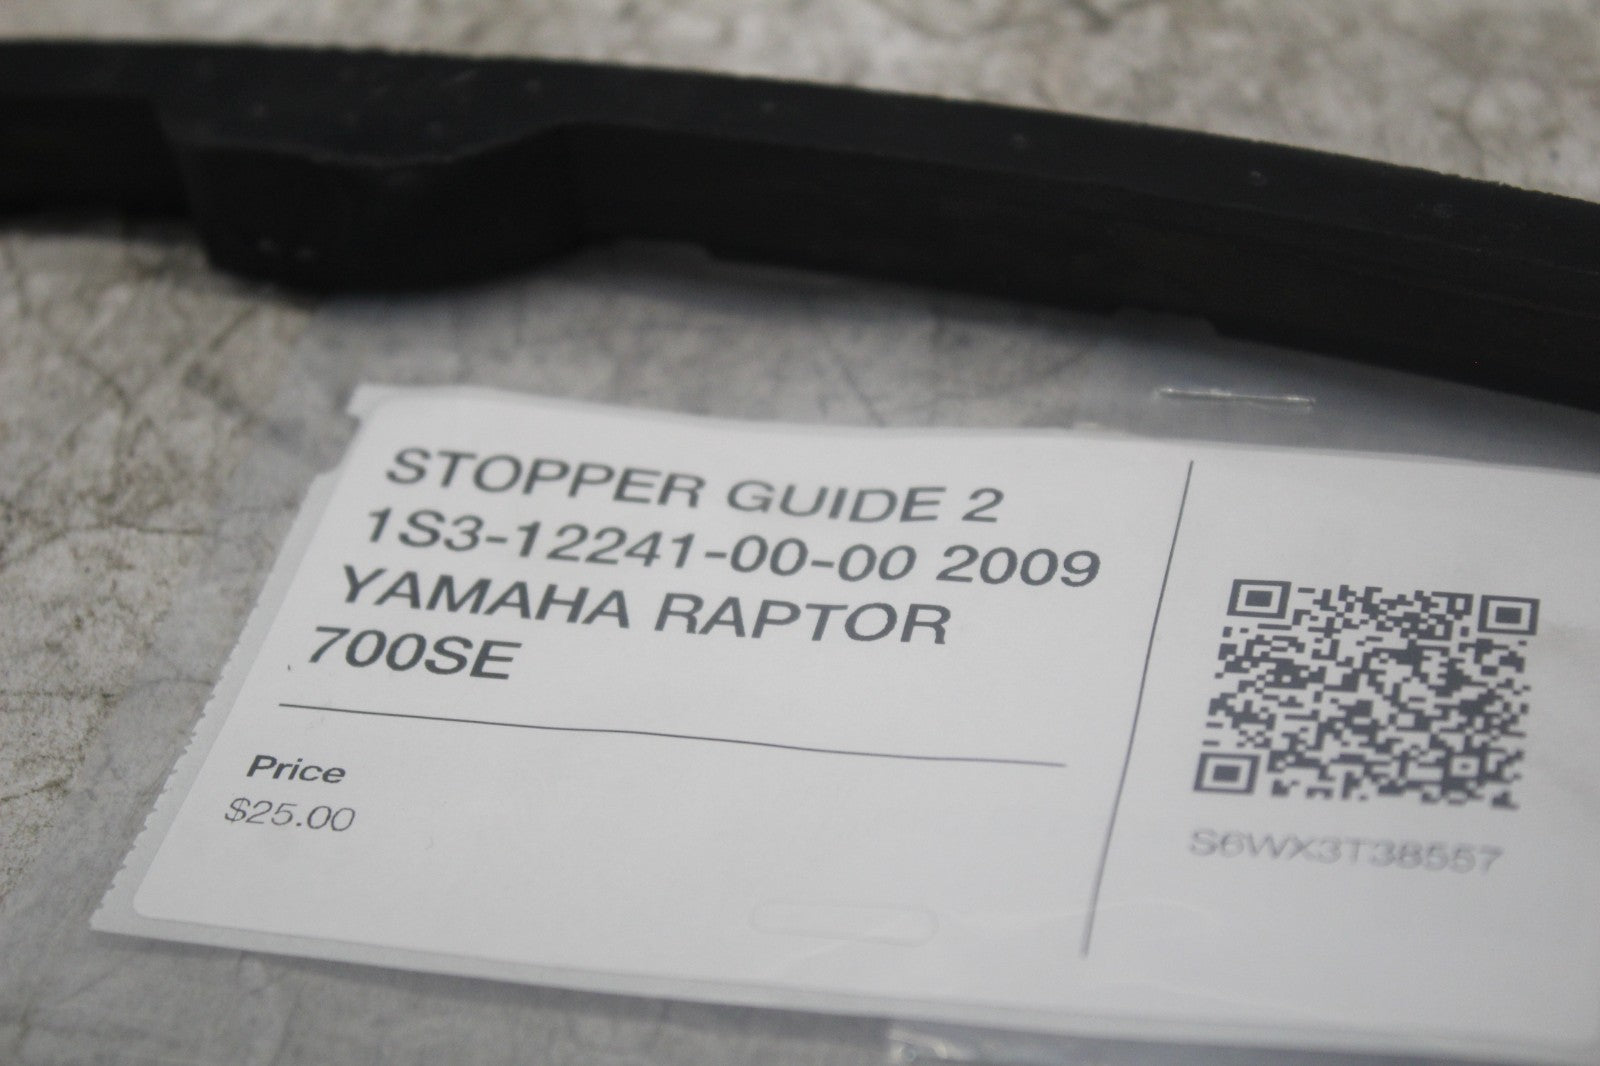 STOPPER GUIDE 2
1S3-12241-00-00 2009
YAMAHA RAPTOR
700SE
Price
$25.00
S6WX3T38557